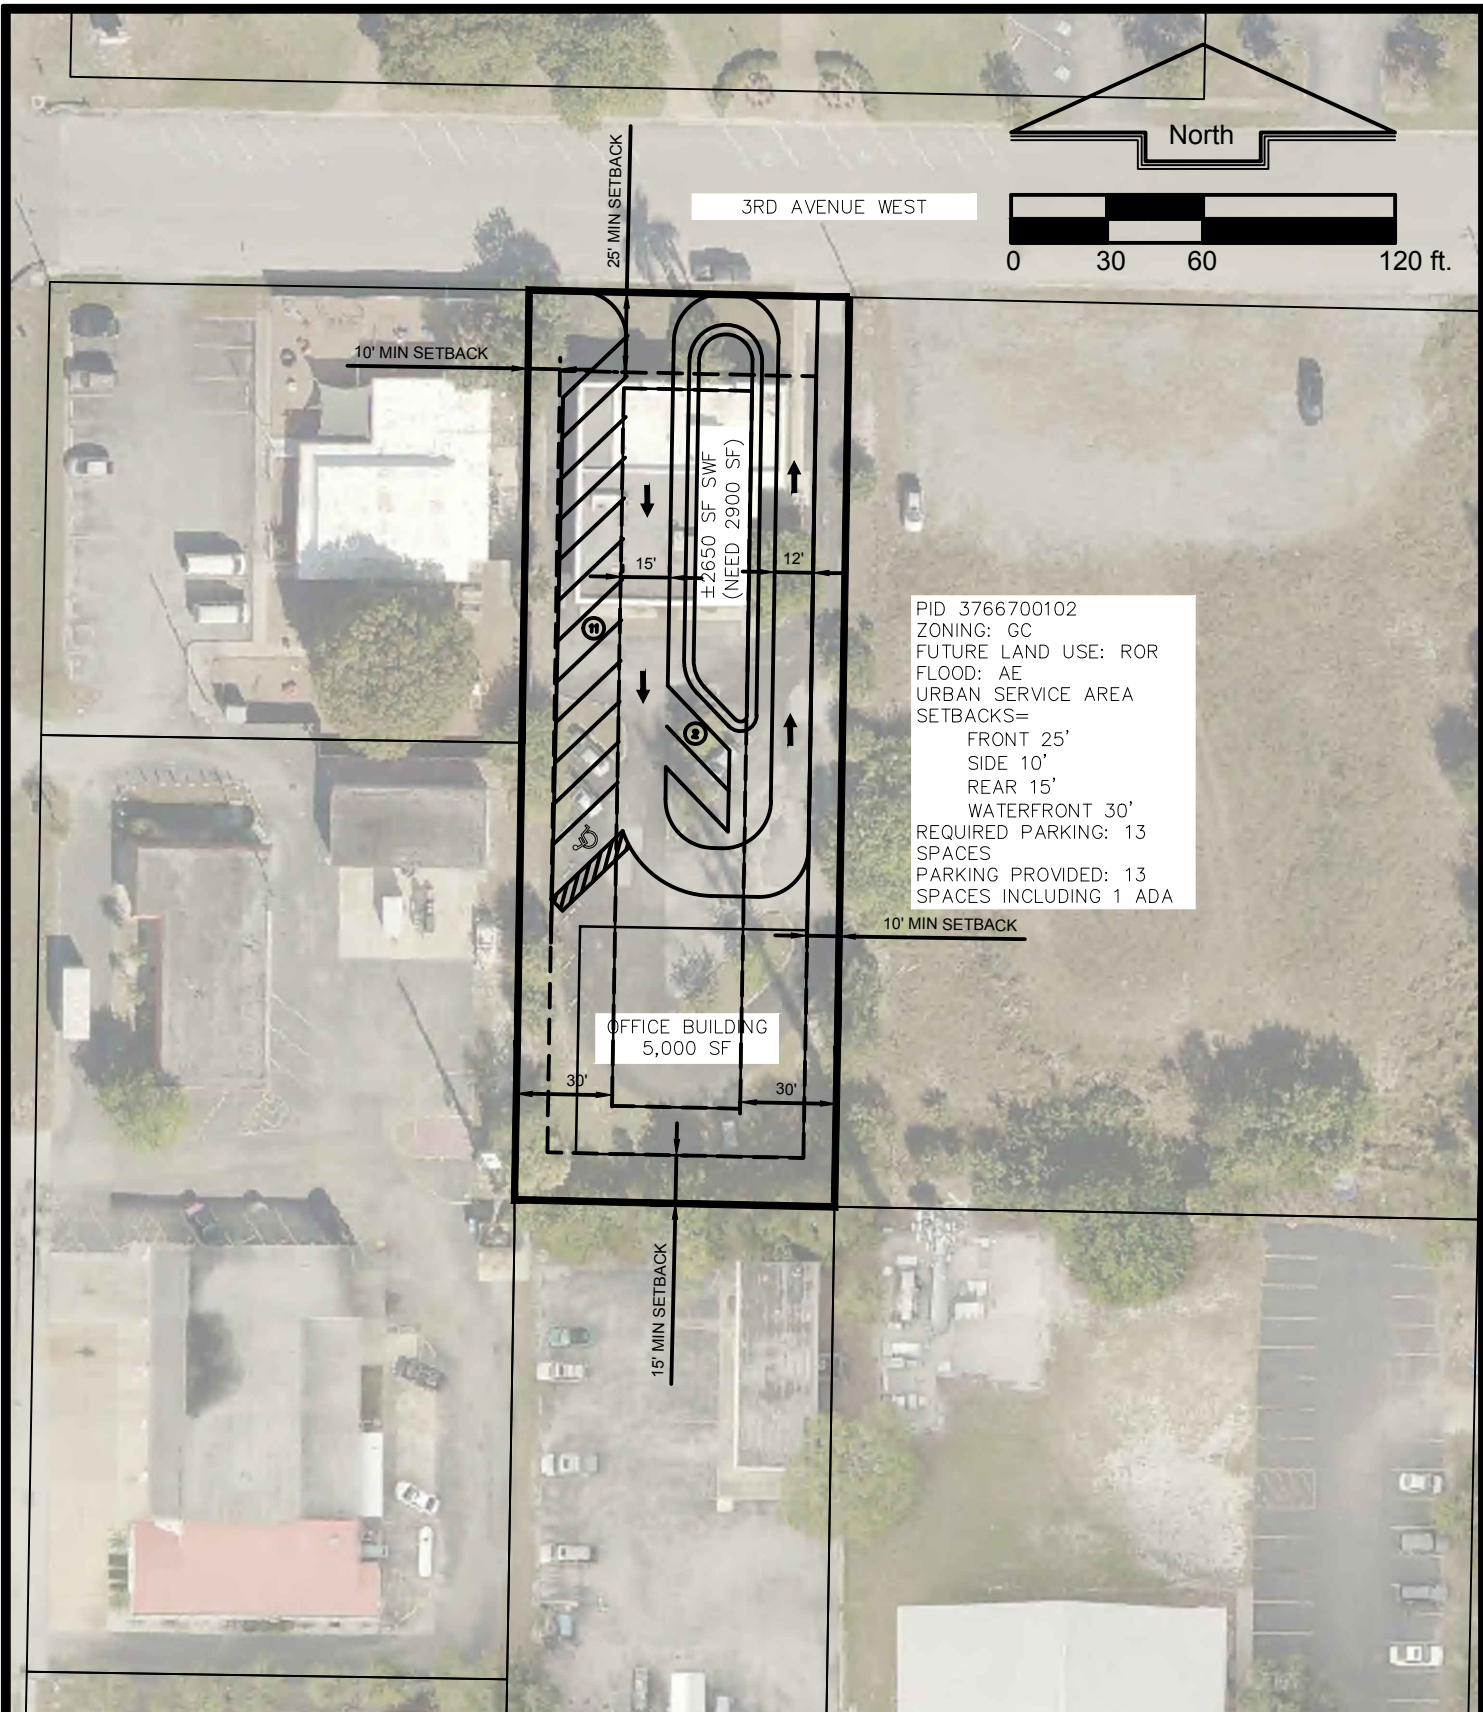 North
25' MIN SETBACK
3RD AVENUE WEST
0 30 60 120 ft.
10' MIN SETBACK
±2650 SF SWF
(NEED 2900 SF)
15'
12'
11
2
PID 3766700102
ZONING: GC
FUTURE LAND USE: ROR
FLOOD: AE
URBAN SERVICE AREA
SETBACKS=
FRONT 25'
SIDE 10'
REAR 15'
WATERFRONT 30'
REQUIRED PARKING: 13
SPACES
PARKING PROVIDED: 13
SPACES INCLUDING 1 ADA
10' MIN SETBACK
OFFICE BUILDING
5,000 SF
30'
30'
15' MIN SETBACK